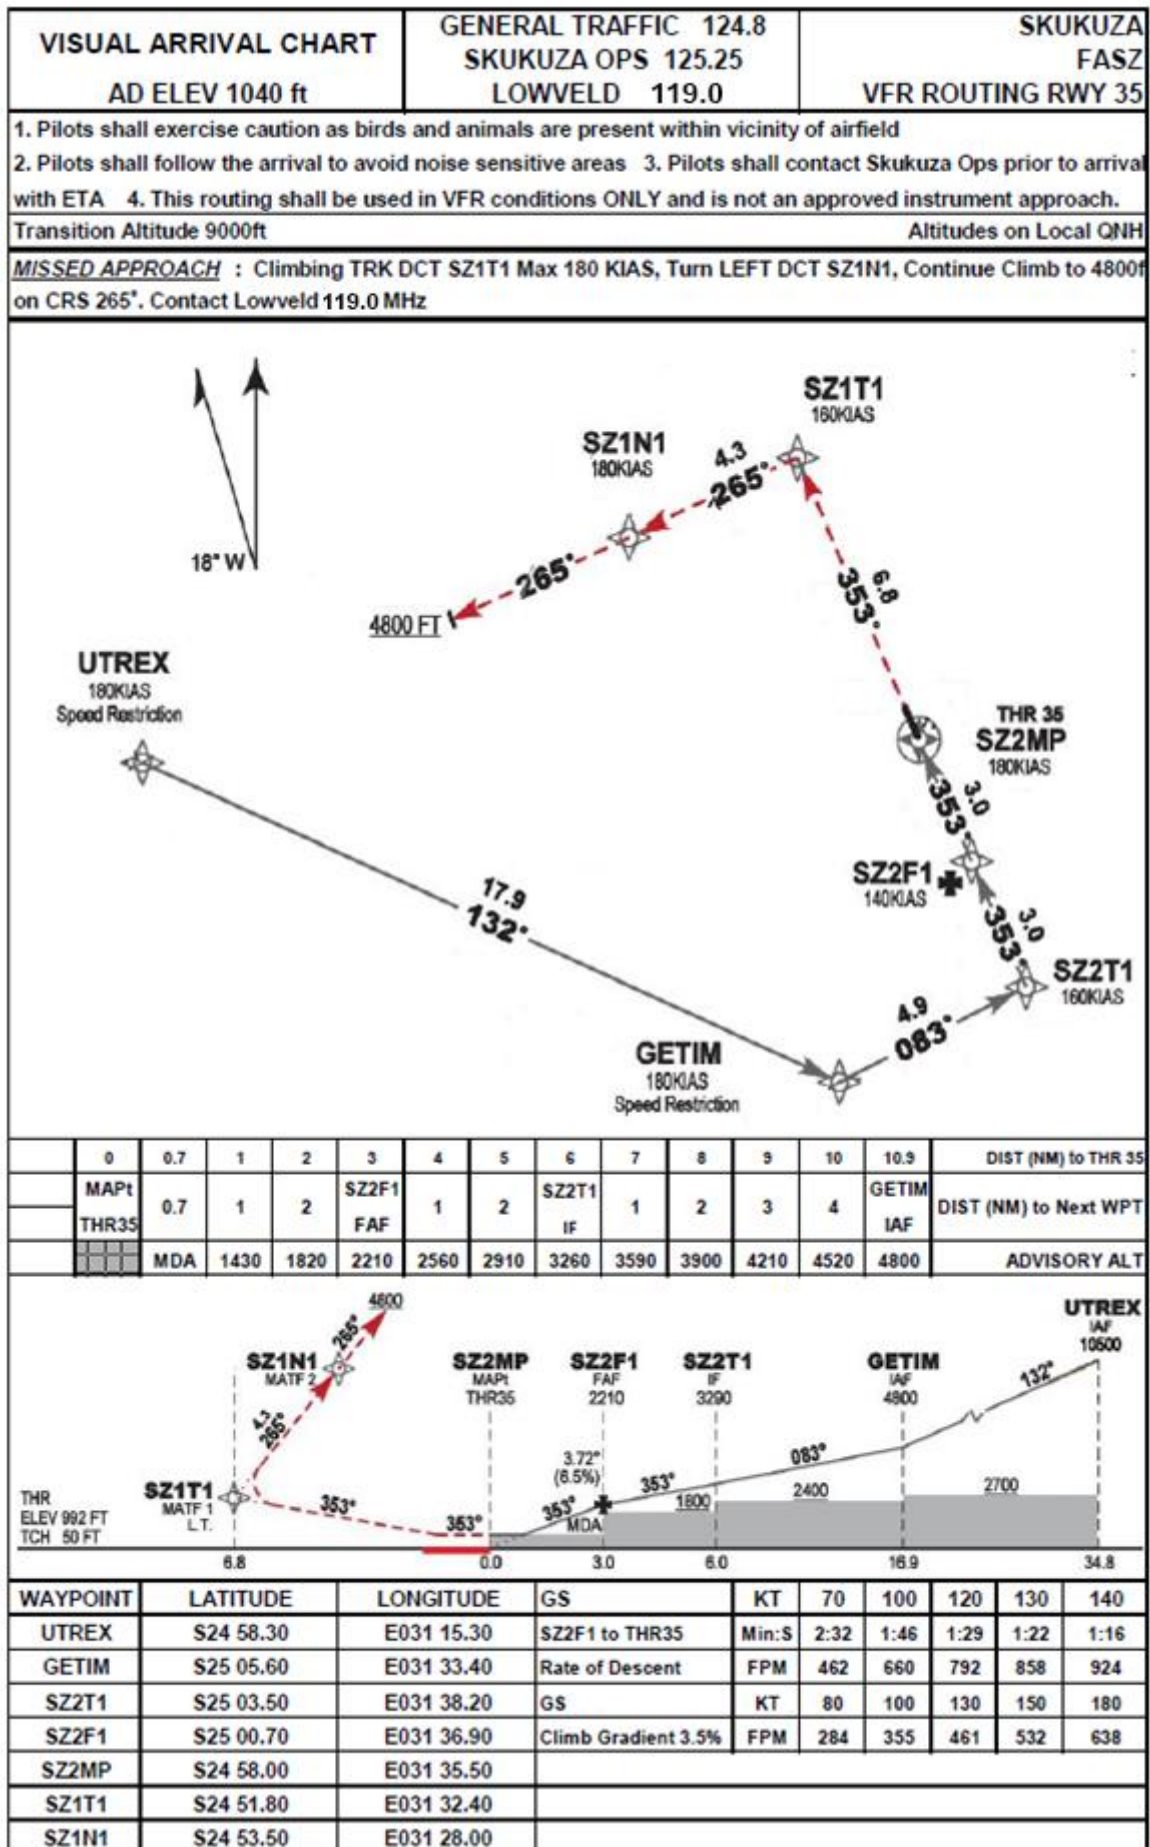 VISUAL ARRIVAL CHART
AD ELEV 1040 ft
GENERAL TRAFFIC 124.8
SKUKUZA OPS 125.25
LOWVELD 119.0
SKUKUZA
FASZ
VFR ROUTING RWY 35
1. Pilots shall exercise caution as birds and animals are present within vicinity of airfield
2. Pilots shall follow the arrival to avoid noise sensitive areas 3. Pilots shall contact Skukuza Ops prior to arrival
with ETA 4. This routing shall be used in VFR conditions ONLY and is not an approved instrument approach.
Transition Altitude 9000ft Altitudes on Local QNH
MISSED APPROACH : Climbing TRK DCT SZ1T1 Max 180 KIAS, Turn LEFT DCT SZ1N1, Continue Climb to 4800f
on CRS 265°. Contact Lowveld 119.0 MHz
18° W
SZ1T1
160KIAS
SZ1N1
180KIAS
4.3
265°
265°
4800 FT
6.8
353°
UTREX
180KIAS
Speed Restriction
THR 35
SZ2MP
180KIAS
3.0
353°
SZ2F1
140KIAS
3.0
353°
SZ2T1
160KIAS
17.9
132°
4.9
083°
GETIM
180KIAS
Speed Restriction
0 0.7 1 2 3 4 5 6 7 8 9 10 10.9 DIST (NM) to THR 35
MAPt THR35 0.7 1 2 SZ2F1 FAF 1 2 SZ2T1 IF 1 2 3 4 GETIM IAF DIST (NM) to Next WPT
MDA 1430 1820 2210 2560 2910 3260 3590 3900 4210 4520 4800 ADVISORY ALT
4800
265°
SZ1N1
MATF 2
4.3
265°
SZ1T1
MATF 1
L.T.
353°
353°
SZ2MP
MAPt
THR35
SZ2F1
FAF
2210
SZ2T1
IF
3290
GETIM
IAF
4800
UTREX
IAF
10500
132°
083°
3.72°
(6.5%)
353°
353°
MDA
1800
2400
2700
THR
ELEV 992 FT
TCH 50 FT
6.8 0.0 3.0 6.0 16.9 34.8
WAYPOINT LATITUDE LONGITUDE GS KT 70 100 120 130 140
UTREX S24 58.30 E031 15.30 SZ2F1 to THR35 Min:S 2:32 1:46 1:29 1:22 1:16
GETIM S25 05.60 E031 33.40 Rate of Descent FPM 462 660 792 858 924
SZ2T1 S25 03.50 E031 38.20 GS KT 80 100 130 150 180
SZ2F1 S25 00.70 E031 36.90 Climb Gradient 3.5% FPM 284 355 461 532 638
SZ2MP S24 58.00 E031 35.50
SZ1T1 S24 51.80 E031 32.40
SZ1N1 S24 53.50 E031 28.00